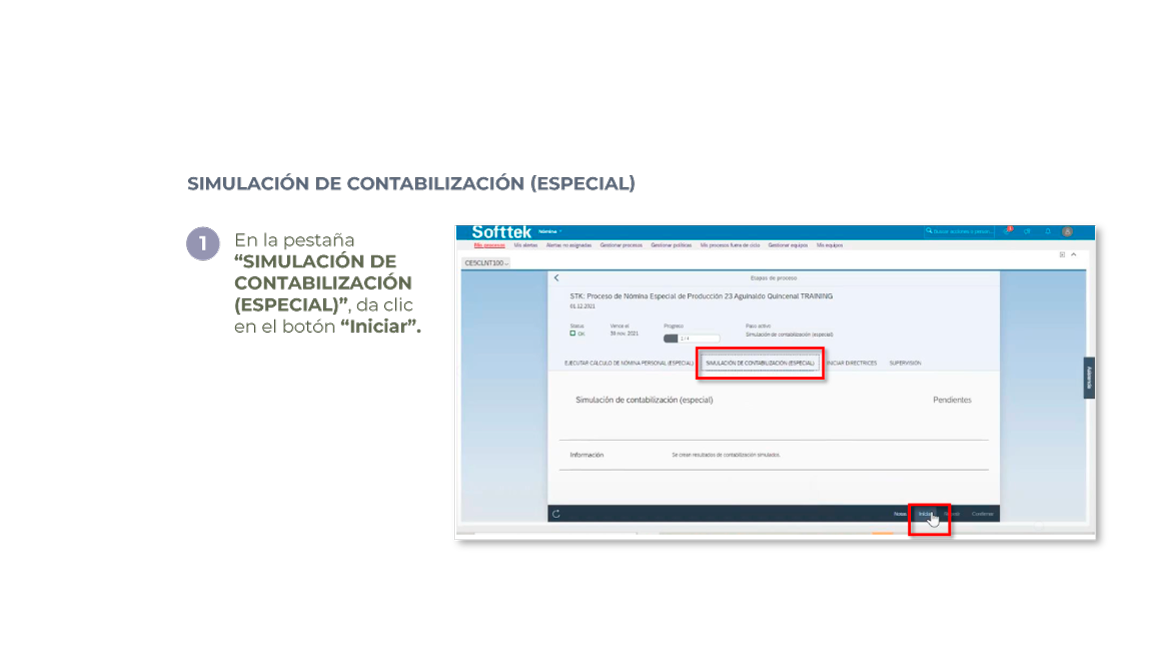 SIMULACIÓN DE CONTABILIZACIÓN (ESPECIAL)
1
En la pestaña
“SIMULACIÓN DE
CONTABILIZACIÓN
(ESPECIAL)”, da clic
en el botón “Iniciar”.
Softtek Nómina
Buscar acciones o person...
Mis procesos Mis alertas Alertas no asignadas Gestionar procesos Gestionar políticas Mis procesos fuera de ciclo Gestionar equipos Mis equipos
CESCLNT100
Etapas de proceso
STK: Proceso de Nómina Especial de Producción 23 Aguinaldo Quincenal TRAINING
01.12.2021
Status Vence el Progreso Paso activo
OK 30 nov. 2021 1/4 Simulación de contabilización (especial)
EJECUTAR CÁLCULO DE NÓMINA PERSONAL (ESPECIAL) SIMULACIÓN DE CONTABILIZACIÓN (ESPECIAL) INICIAR DIRECTRICES SUPERVISIÓN
Simulación de contabilización (especial) Pendientes
Información Se crean resultados de contabilización simulados.
Notas Iniciar Confirmar